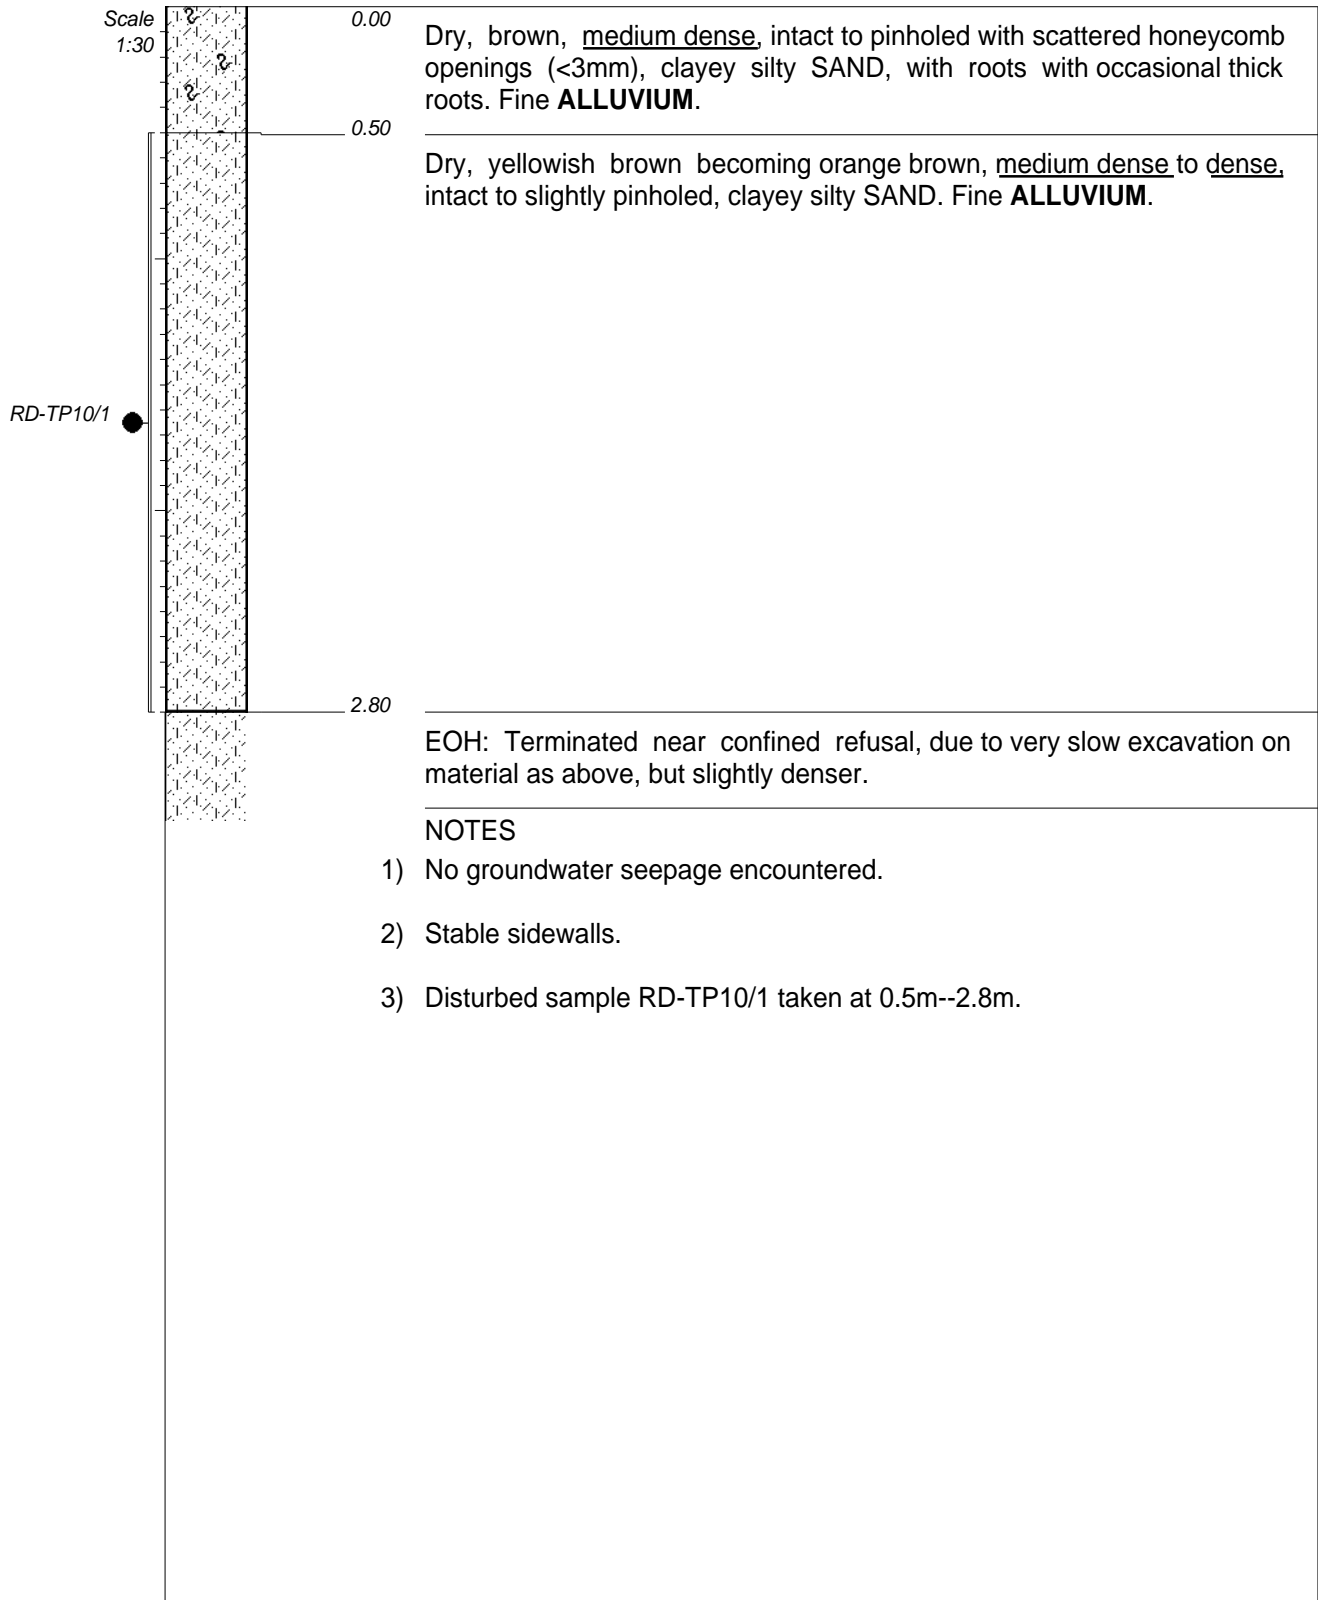 Scale
1:30
0.00
Dry, brown, medium dense, intact to pinholed with scattered honeycomb
openings (<3mm), clayey silty SAND, with roots with occasional thick
roots. Fine ALLUVIUM.
0.50
Dry, yellowish brown becoming orange brown, medium dense to dense,
intact to slightly pinholed, clayey silty SAND. Fine ALLUVIUM.
RD-TP10/1
2.80
EOH: Terminated near confined refusal, due to very slow excavation on
material as above, but slightly denser.
NOTES
1) No groundwater seepage encountered.
2) Stable sidewalls.
3) Disturbed sample RD-TP10/1 taken at 0.5m--2.8m.